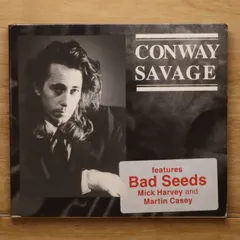 CONWAY
SAVAGE
features
Bad Seeds
Mick Harvey and
Martin Casey